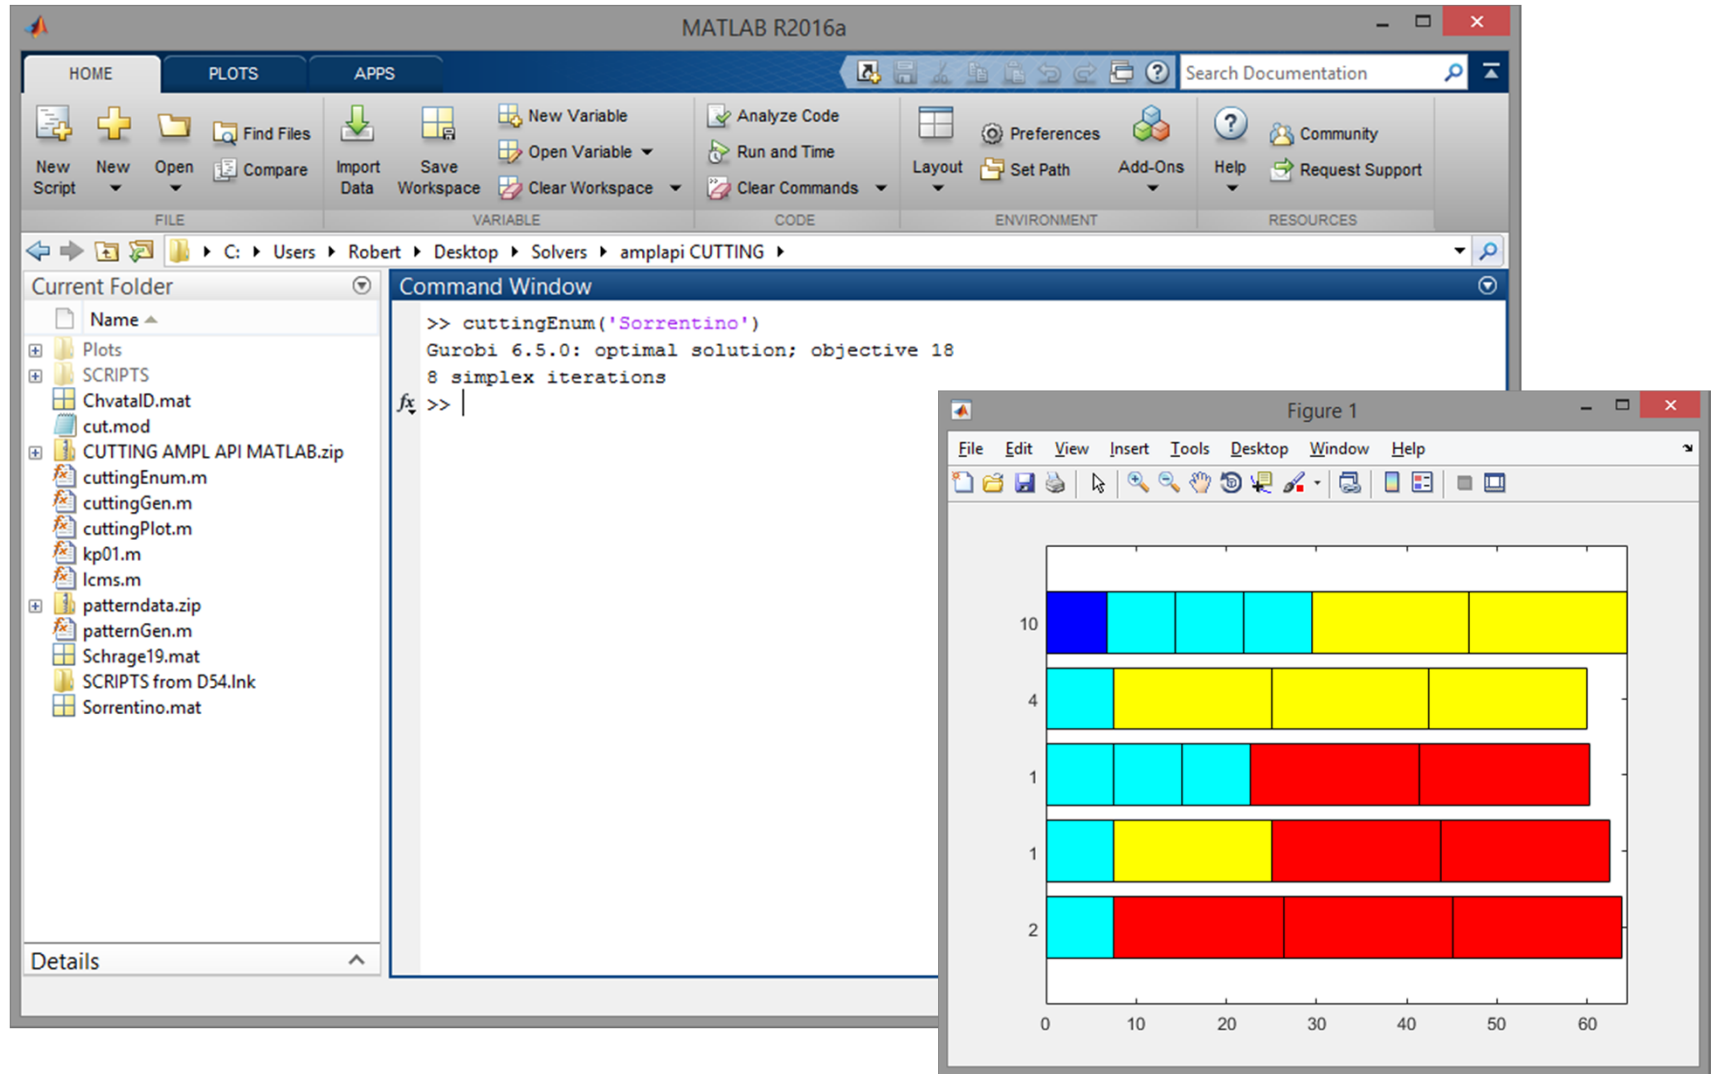 MATLAB R2016a
HOME PLOTS APPS
Search Documentation
New Script
New
Open
Find Files
Compare
Import Data
Save Workspace
New Variable
Open Variable
Clear Workspace
Analyze Code
Run and Time
Clear Commands
Layout
Preferences
Set Path
Add-Ons
Help
Community
Request Support
FILE VARIABLE CODE ENVIRONMENT RESOURCES
C: Users Robert Desktop Solvers amplapi CUTTING
Current Folder
Name
Plots
SCRIPTS
ChvatalD.mat
cut.mod
CUTTING AMPL API MATLAB.zip
cuttingEnum.m
cuttingGen.m
cuttingPlot.m
kp01.m
lcms.m
patterndata.zip
patternGen.m
Schrage19.mat
SCRIPTS from D54.lnk
Sorrentino.mat
Details
Command Window
>> cuttingEnum('Sorrentino')
Gurobi 6.5.0: optimal solution; objective 18
8 simplex iterations
fx >>
Figure 1
File Edit View Insert Tools Desktop Window Help
10
4
1
1
2
0 10 20 30 40 50 60